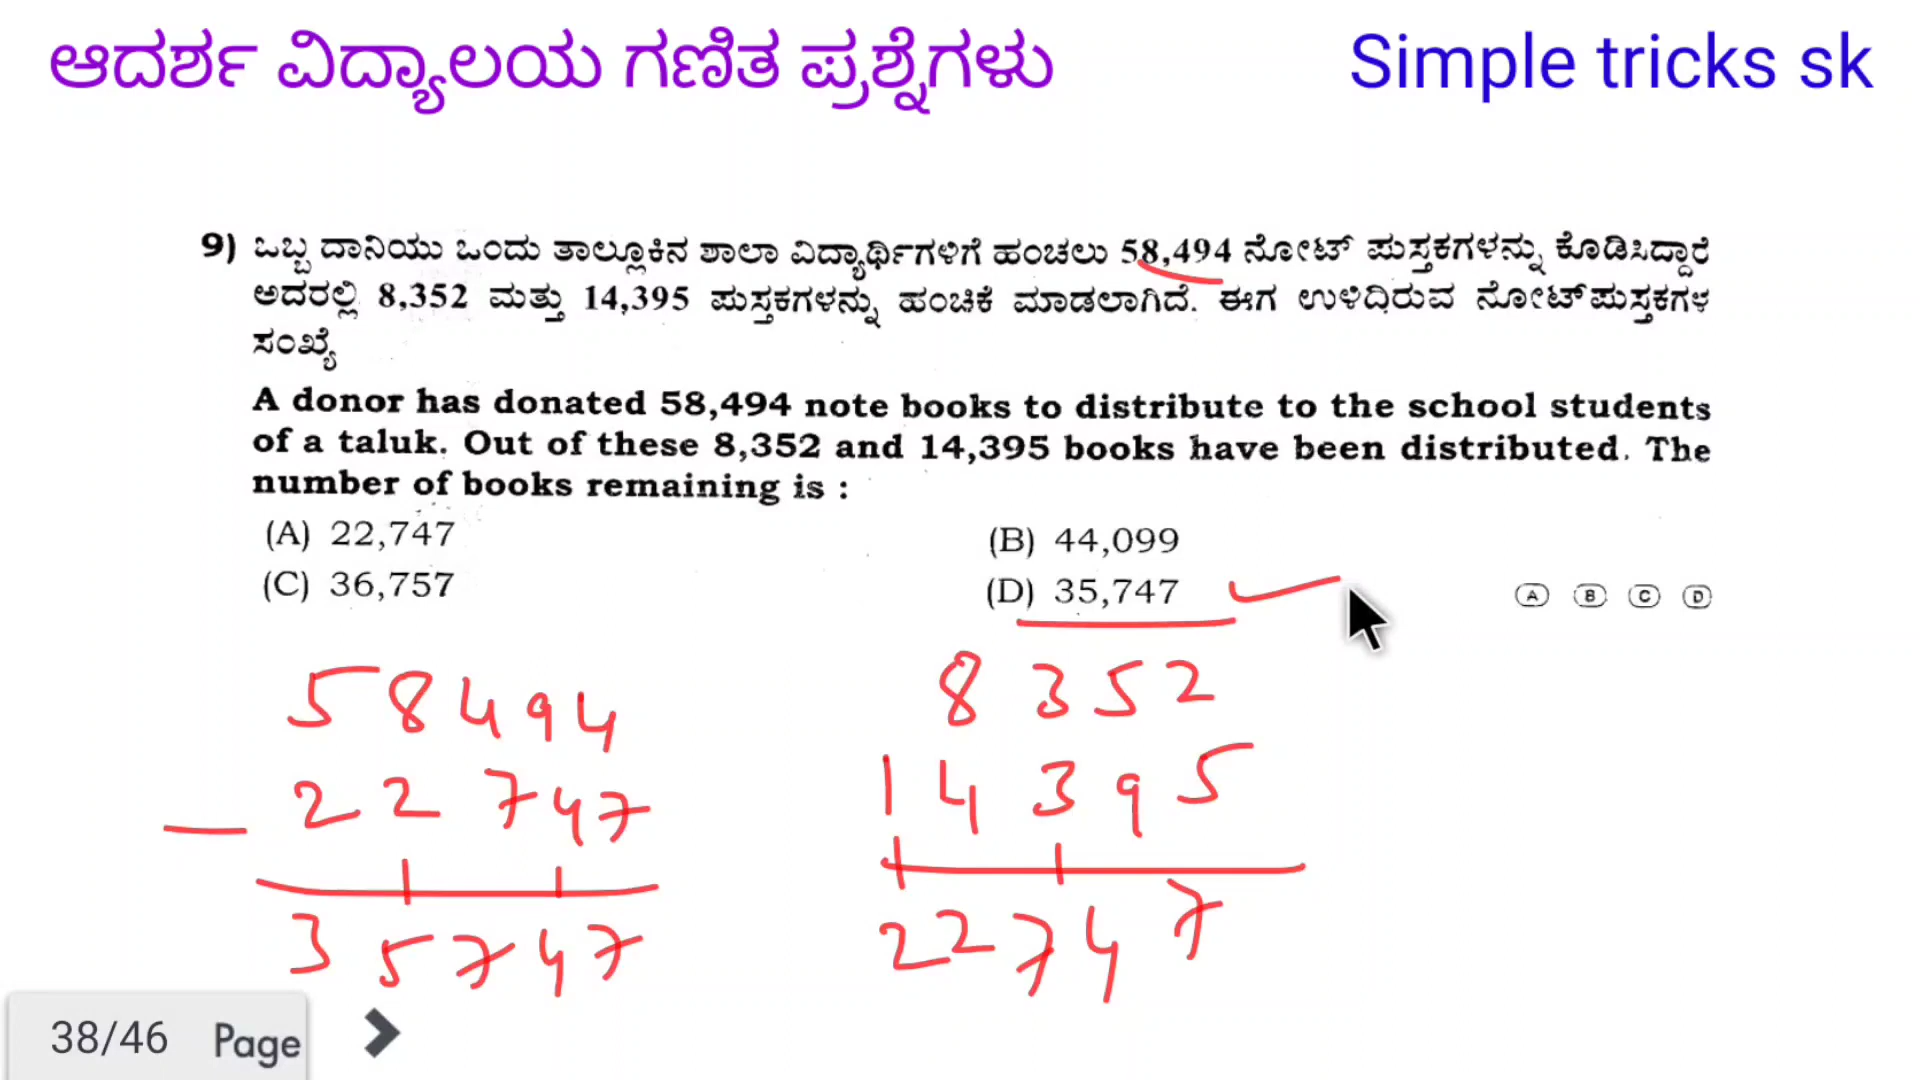 ಆದರ್ಶ ವಿದ್ಯಾಲಯ ಗಣಿತ ಪ್ರಶ್ನೆಗಳು Simple tricks sk
9) ಒಬ್ಬ ದಾನಿಯು ಒಂದು ತಾಲ್ಲೂಕಿನ ಶಾಲಾ ವಿದ್ಯಾರ್ಥಿಗಳಿಗೆ ಹಂಚಲು 58,494 ನೋಟ್ ಪುಸ್ತಕಗಳನ್ನು ಕೊಡಿಸಿದ್ದಾರೆ
ಅದರಲ್ಲಿ 8,352 ಮತ್ತು 14,395 ಪುಸ್ತಕಗಳನ್ನು ಹಂಚಿಕೆ ಮಾಡಲಾಗಿದೆ. ಈಗ ಉಳಿದಿರುವ ನೋಟ್‌ಪುಸ್ತಕಗಳ
ಸಂಖ್ಯೆ
A donor has donated 58,494 note books to distribute to the school students
of a taluk. Out of these 8,352 and 14,395 books have been distributed. The
number of books remaining is :
(A) 22,747 (B) 44,099
(C) 36,757 (D) 35,747 A B C D
58494 8352
- 22747 14395
35747 22747
38/46 Page